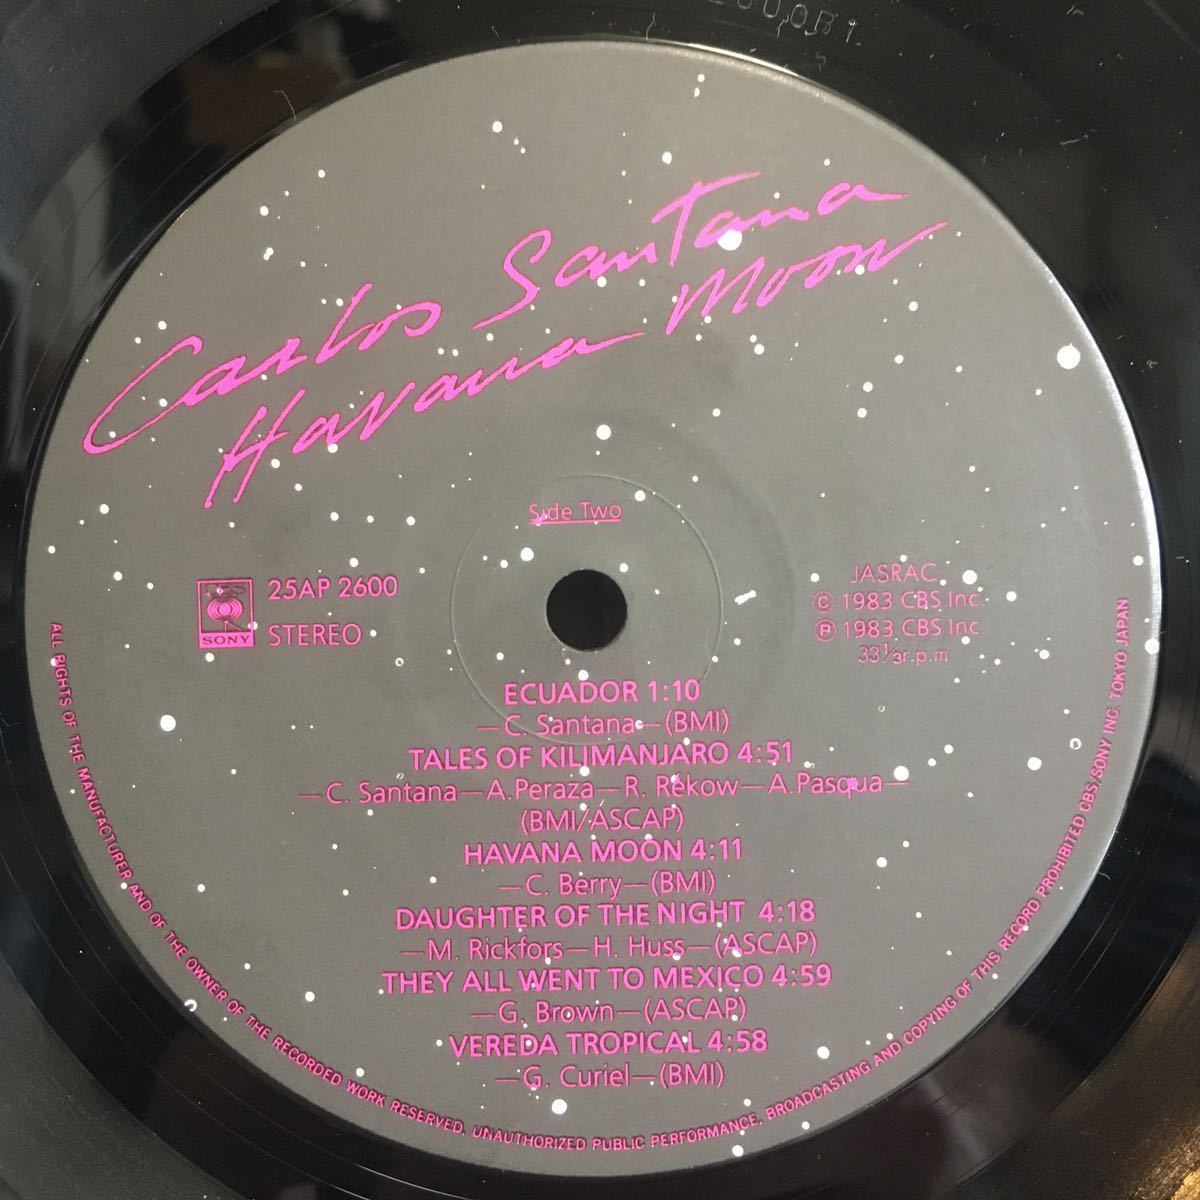 Carlos Santana
Havana Moon
Side Two
CBS
SONY
25AP 2600
STEREO
JASRAC
© 1983 CBS Inc.
℗ 1983 CBS Inc.
33⅓r.p.m
ECUADOR 1:10
—C. Santana—(BMI)
TALES OF KILIMANJARO 4:51
—C. Santana—A.Peraza—R. Rekow—A.Pasqua—
(BMI/ASCAP)
HAVANA MOON 4:11
—C. Berry—(BMI)
DAUGHTER OF THE NIGHT 4:18
—M. Rickfors—H. Huss—(ASCAP)
THEY ALL WENT TO MEXICO 4:59
—G. Brown—(ASCAP)
VEREDA TROPICAL 4:58
—G. Curiel—(BMI)
ALL RIGHTS OF THE MANUFACTURER AND OF THE OWNER OF THE RECORDED WORK RESERVED. UNAUTHORIZED PUBLIC PERFORMANCE, BROADCASTING AND COPYING OF THIS RECORD PROHIBITED CBS/SONY INC. TOKYO JAPAN